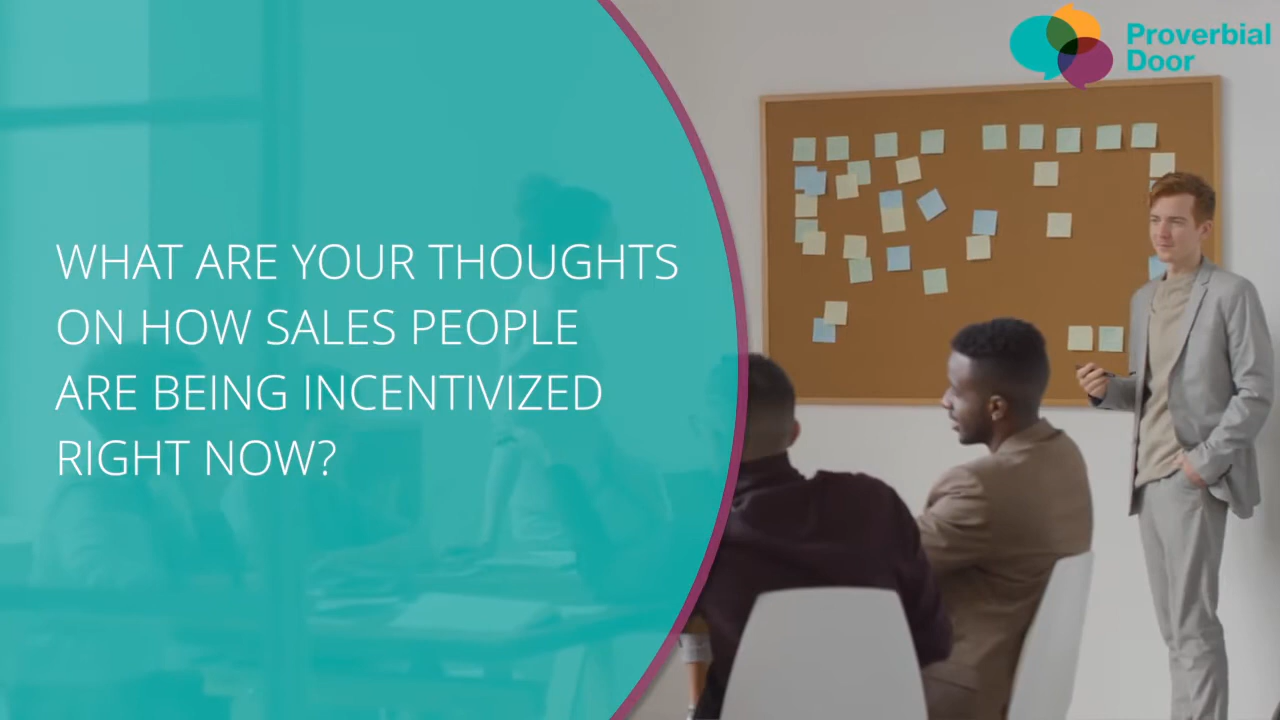 Proverbial
Door
WHAT ARE YOUR THOUGHTS
ON HOW SALES PEOPLE
ARE BEING INCENTIVIZED
RIGHT NOW?